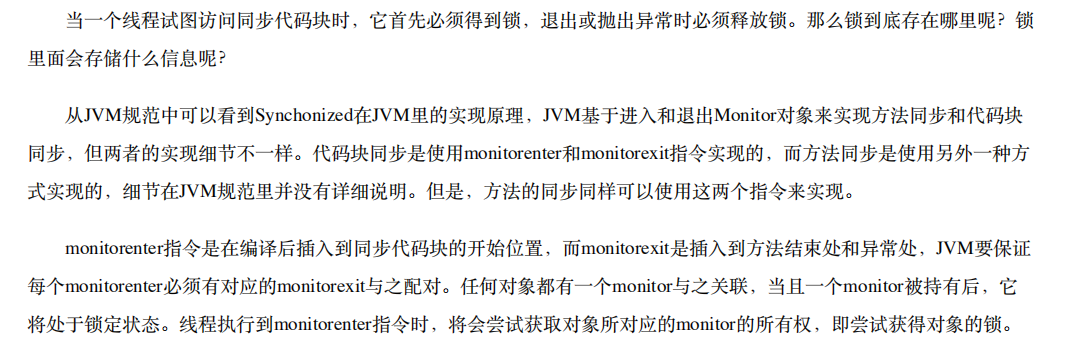 当一个线程试图访问同步代码块时，它首先必须得到锁，退出或抛出异常时必须释放锁。那么锁到底存在哪里呢？锁
里面会存储什么信息呢？
从JVM规范中可以看到Synchonized在JVM里的实现原理，JVM基于进入和退出Monitor对象来实现方法同步和代码块
同步，但两者的实现细节不一样。代码块同步是使用monitorenter和monitorexit指令实现的，而方法同步是使用另外一种方
式实现的，细节在JVM规范里并没有详细说明。但是，方法的同步同样可以使用这两个指令来实现。
monitorenter指令是在编译后插入到同步代码块的开始位置，而monitorexit是插入到方法结束处和异常处，JVM要保证
每个monitorenter必须有对应的monitorexit与之配对。任何对象都有一个monitor与之关联，当且一个monitor被持有后，它
将处于锁定状态。线程执行到monitorenter指令时，将会尝试获取对象所对应的monitor的所有权，即尝试获得对象的锁。